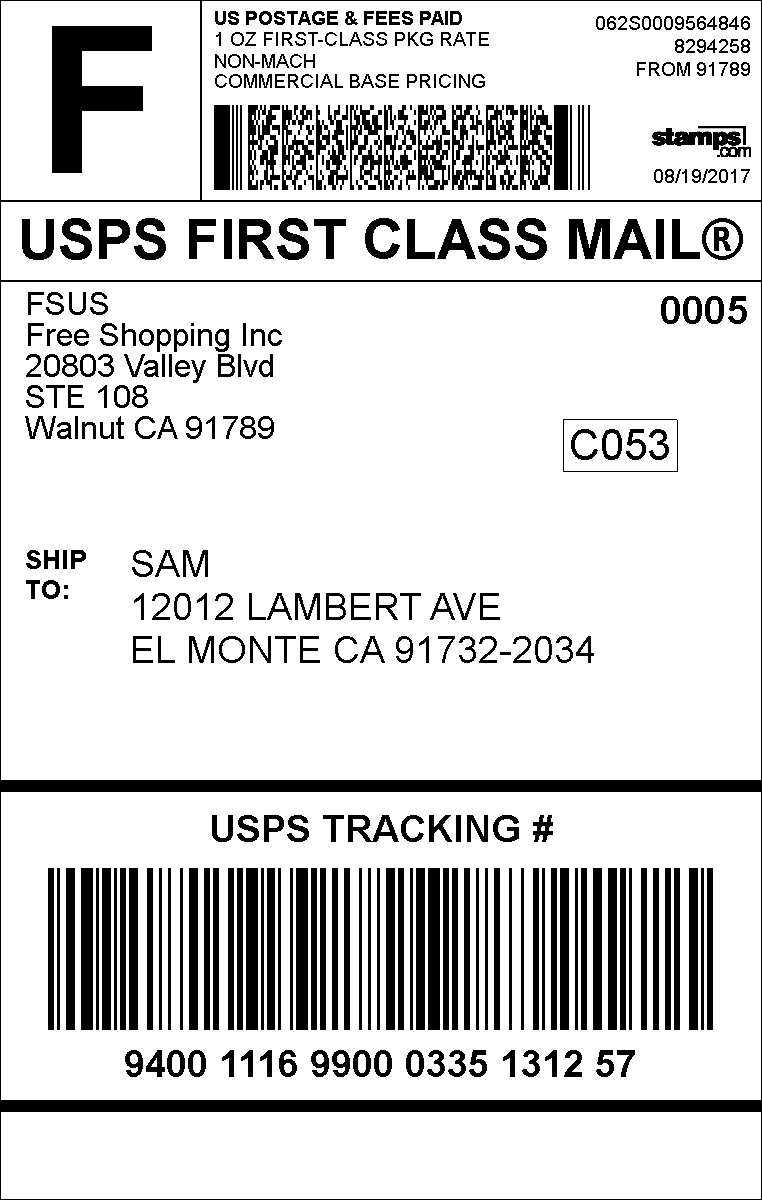 F
US POSTAGE & FEES PAID
1 OZ FIRST-CLASS PKG RATE
NON-MACH
COMMERCIAL BASE PRICING
062S0009564846
8294258
FROM 91789
stamps
.com
08/19/2017
USPS FIRST CLASS MAIL®
FSUS
Free Shopping Inc
20803 Valley Blvd
STE 108
Walnut CA 91789
0005
C053
SHIP
TO:
SAM
12012 LAMBERT AVE
EL MONTE CA 91732-2034
USPS TRACKING #
9400 1116 9900 0335 1312 57